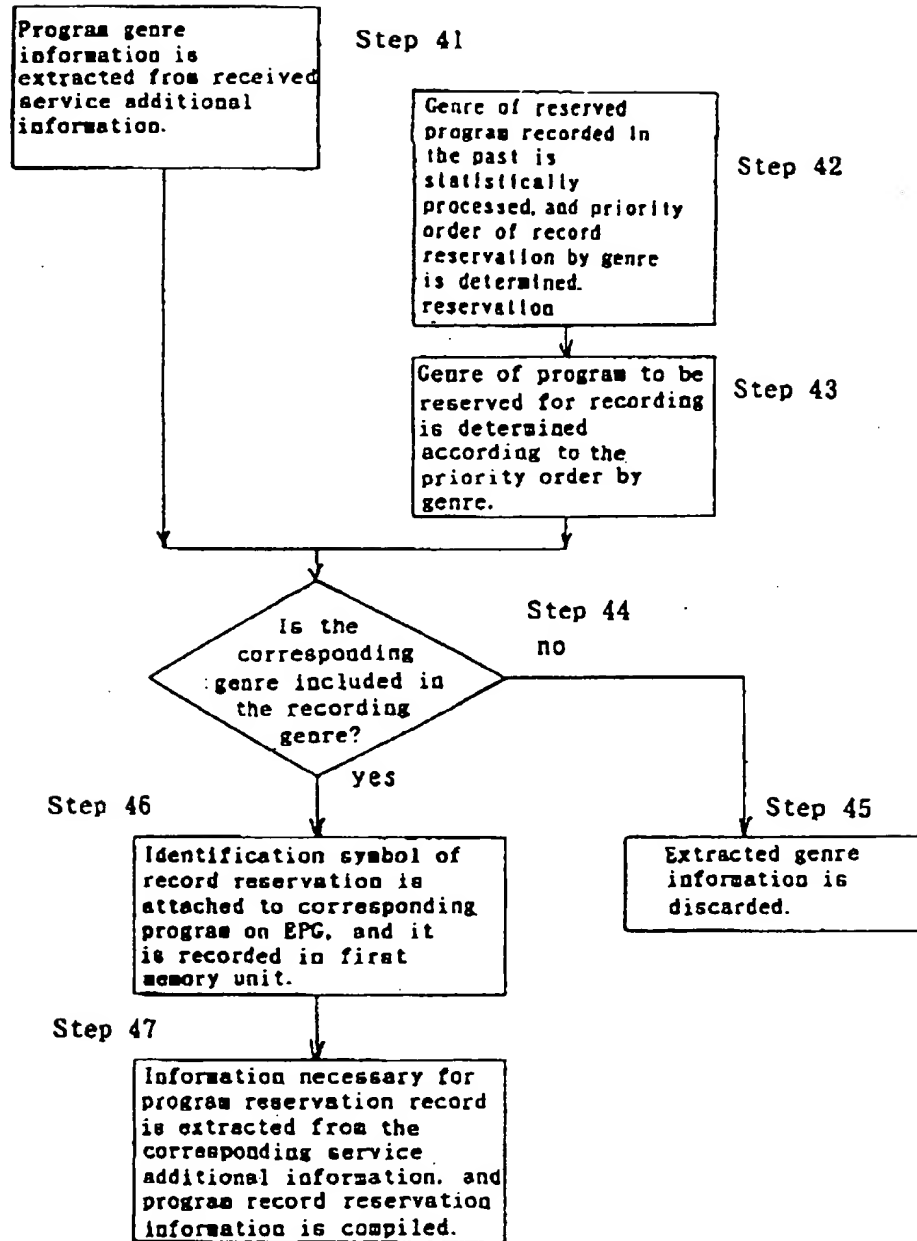 Program genre
information is
extracted from received
service additional
information.
Step 41
Genre of reserved
program recorded in
the past is
statistically
processed, and priority
order of record
reservation by genre
is determined.
reservation
Step 42
Genre of program to be
reserved for recording
is determined
according to the
priority order by
genre.
Step 43
Is the
corresponding
genre included in
the recording
genre?
Step 44
no
yes
Step 46
Identification symbol of
record reservation is
attached to corresponding
program on EPG, and it
is recorded in first
memory unit.
Step 45
Extracted genre
information is
discarded.
Step 47
Information necessary for
program reservation record
is extracted from the
corresponding service
additional information. and
program record reservation
information is compiled.